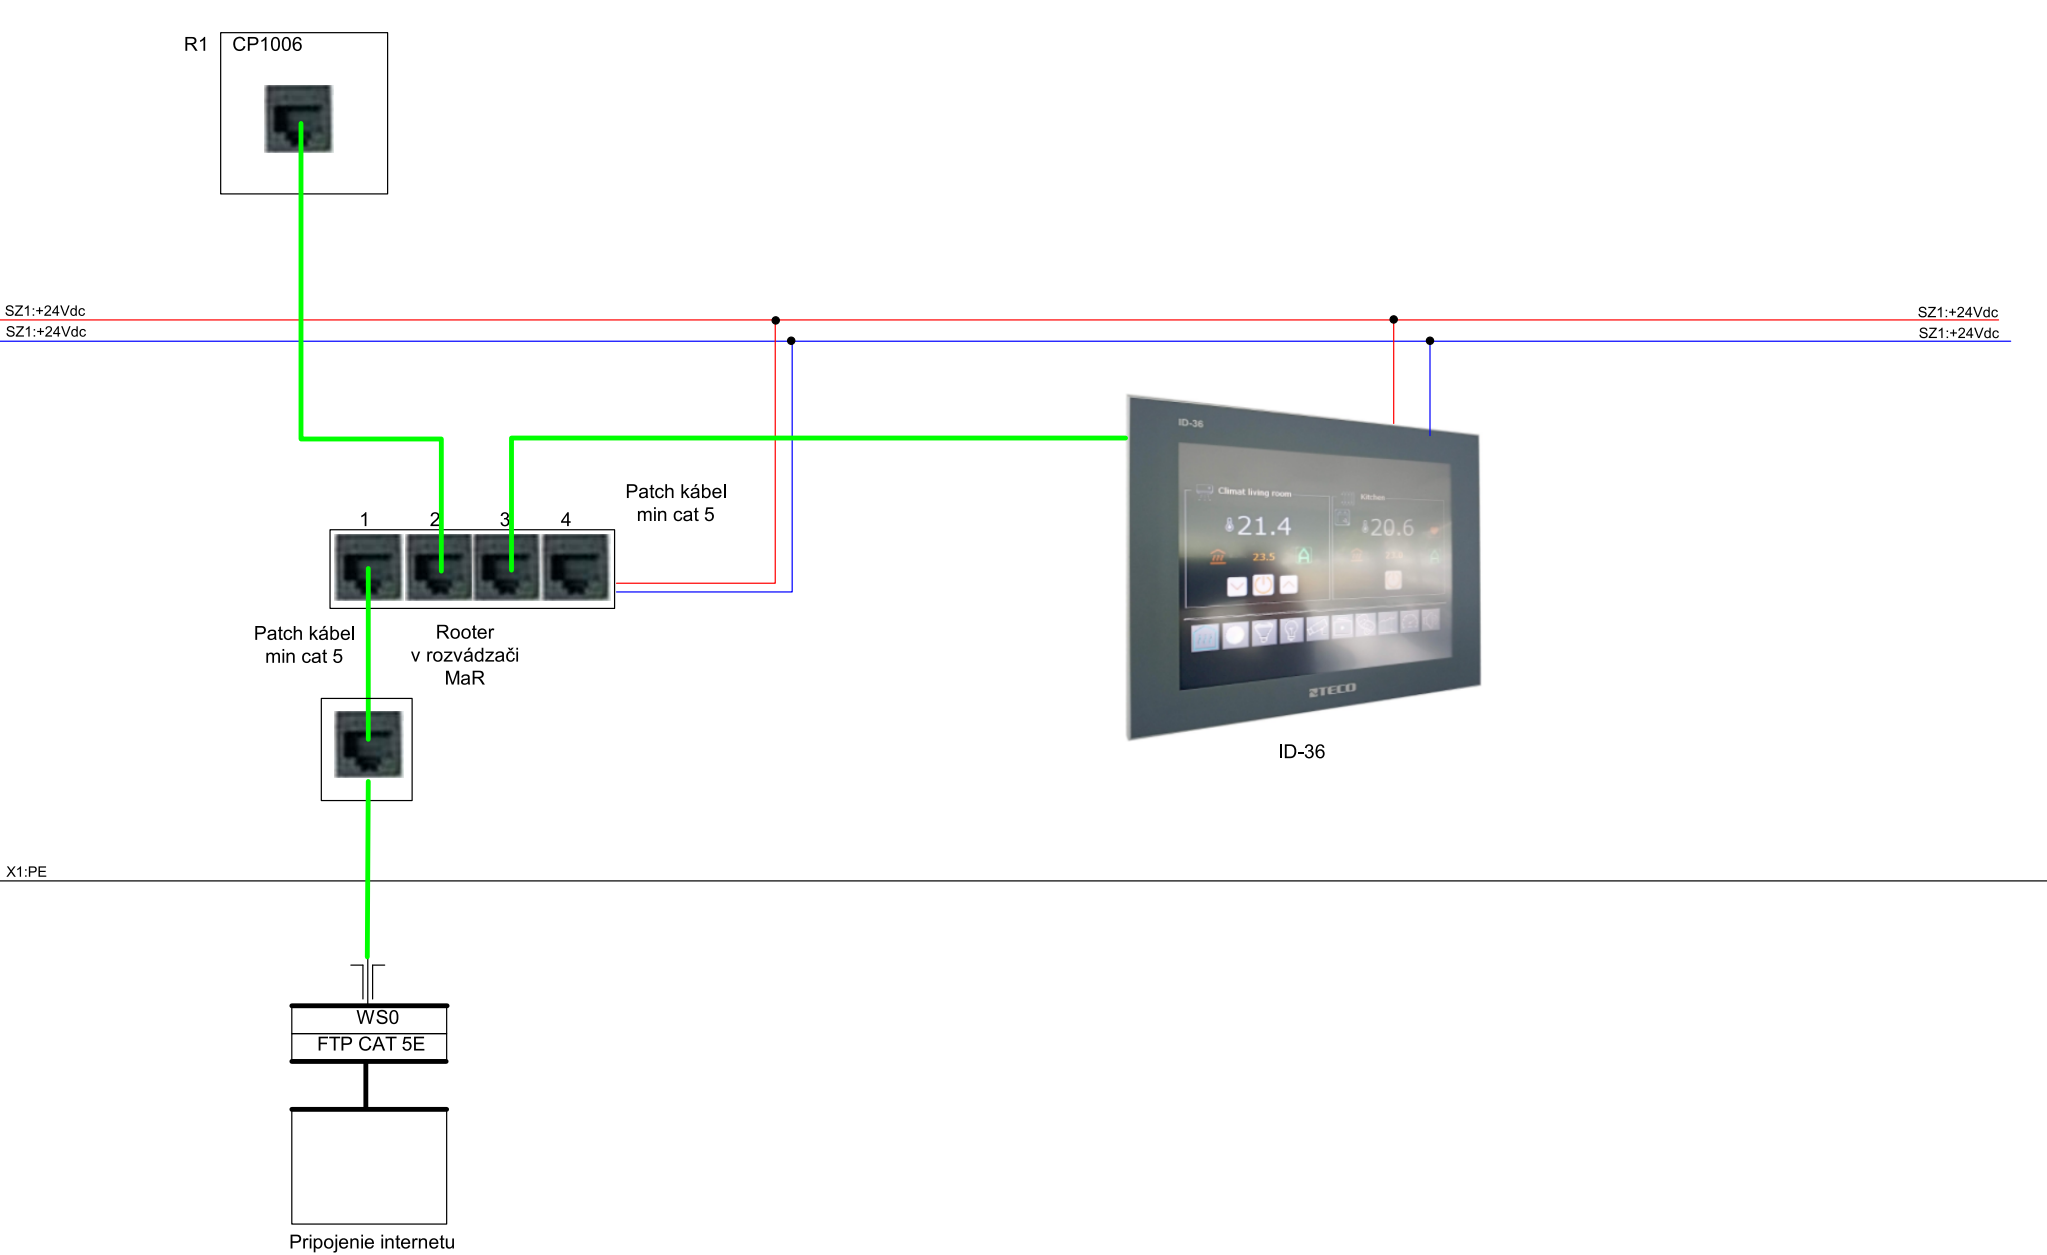 R1
CP1006
SZ1:+24Vdc
SZ1:+24Vdc
SZ1:+24Vdc
SZ1:+24Vdc
ID-36
Climat living room
Kitchen
21.4
20.6
23.5
A
Patch kábel
min cat 5
1
2
3
4
Patch kábel
min cat 5
Rooter
v rozvádzači
MaR
TECO
ID-36
X1:PE
WS0
FTP CAT 5E
Pripojenie internetu